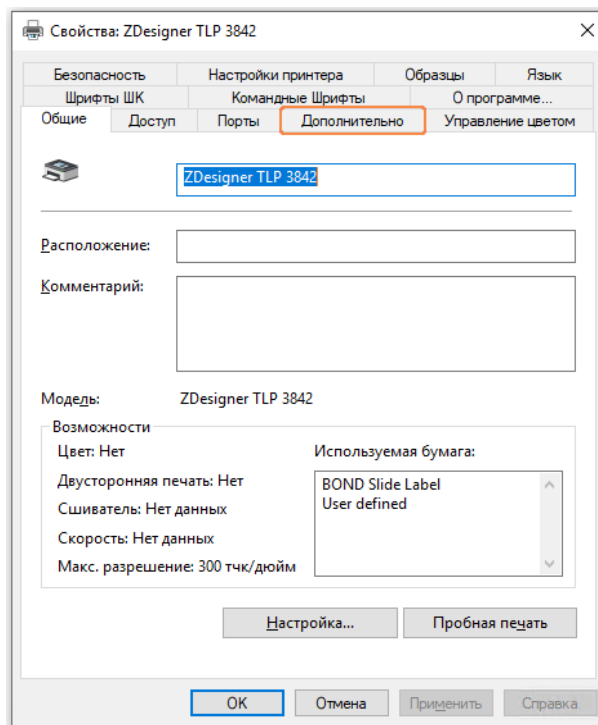 Свойства: ZDesigner TLP 3842
Безопасность Настройки принтера Образцы Язык
Шрифты ШК Командные Шрифты О программе...
Общие Доступ Порты Дополнительно Управление цветом
ZDesigner TLP 3842
Расположение:
Комментарий:
Модель: ZDesigner TLP 3842
Возможности
Цвет: Нет
Двусторонняя печать: Нет
Сшиватель: Нет данных
Скорость: Нет данных
Макс. разрешение: 300 тчк/дюйм
Используемая бумага:
BOND Slide Label
User defined
Настройка... Пробная печать
OK Отмена Применить Справка